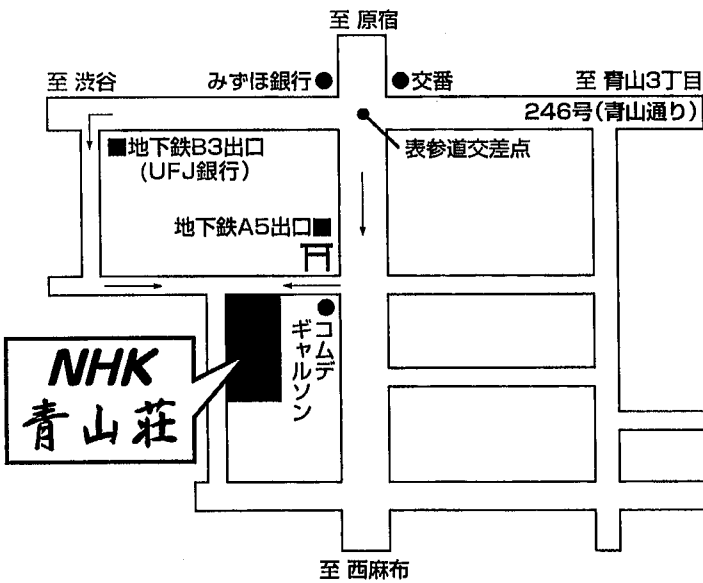 至 原宿
至 渋谷
みずほ銀行●
●交番
至 青山3丁目
246号(青山通り)
■地下鉄B3出口
(UFJ銀行)
表参道交差点
地下鉄A5出口■
コムデ
ギャルソン
NHK
青山荘
至 西麻布